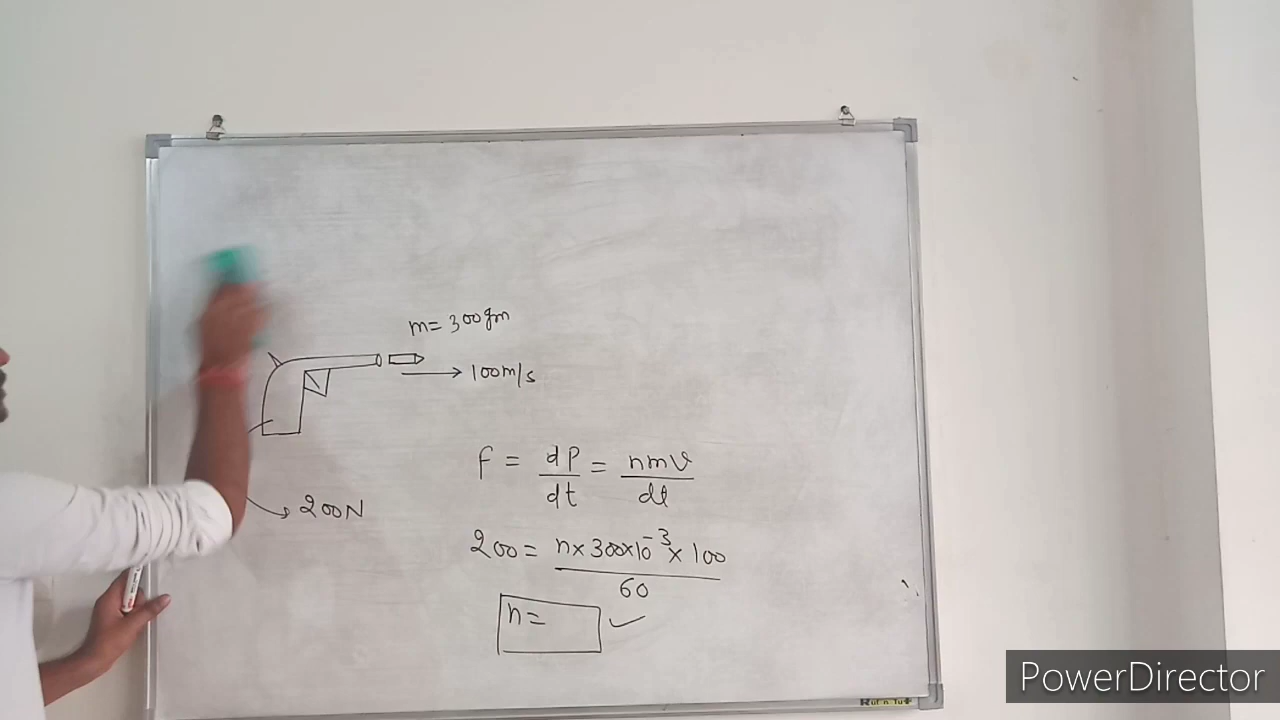 m= 300gm
100m/s
f = dP/dt = nmv/dt
200N
200 = n×300×10⁻³×100/60
n=
PowerDirector